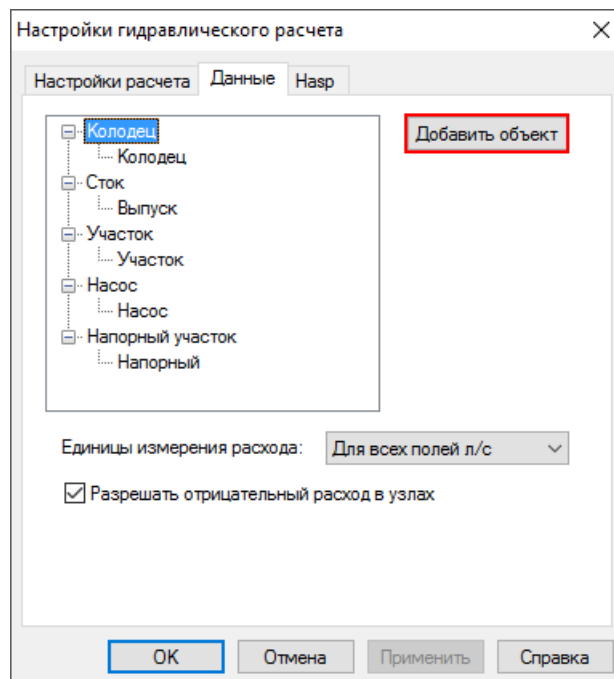 Настройки гидравлического расчета
Настройки расчета Данные Hasp
Колодец Добавить объект
Колодец
Сток
Выпуск
Участок
Участок
Насос
Насос
Напорный участок
Напорный
Единицы измерения расхода: Для всех полей л/с
Разрешать отрицательный расход в узлах
OK Отмена Применить Справка